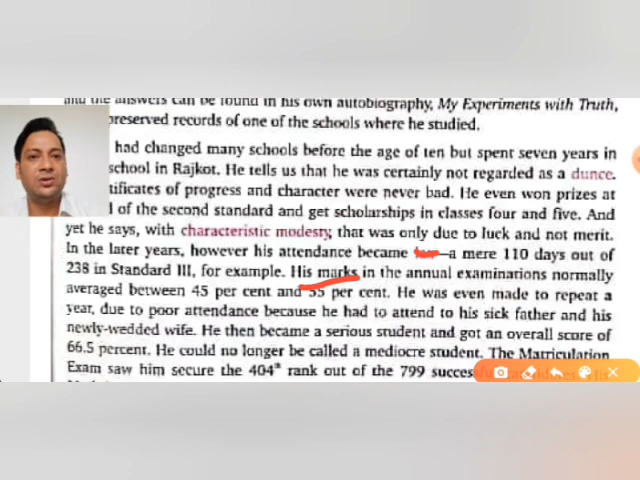 and the answers can be found in his own autobiography, My Experiments with Truth,
preserved records of one of the schools where he studied.
had changed many schools before the age of ten but spent seven years in
school in Rajkot. He tells us that he was certainly not regarded as a dunce.
tificates of progress and character were never bad. He even won prizes at
of the second standard and get scholarships in classes four and five. And
yet he says, with characteristic modesty, that was only due to luck and not merit.
In the later years, however his attendance became —a mere 110 days out of
238 in Standard III, for example. His marks in the annual examinations normally
averaged between 45 per cent and 55 per cent. He was even made to repeat a
year, due to poor attendance because he had to attend to his sick father and his
newly-wedded wife. He then became a serious student and got an overall score of
66.5 percent. He could no longer be called a mediocre student. The Matriculation
Exam saw him secure the 404th rank out of the 799